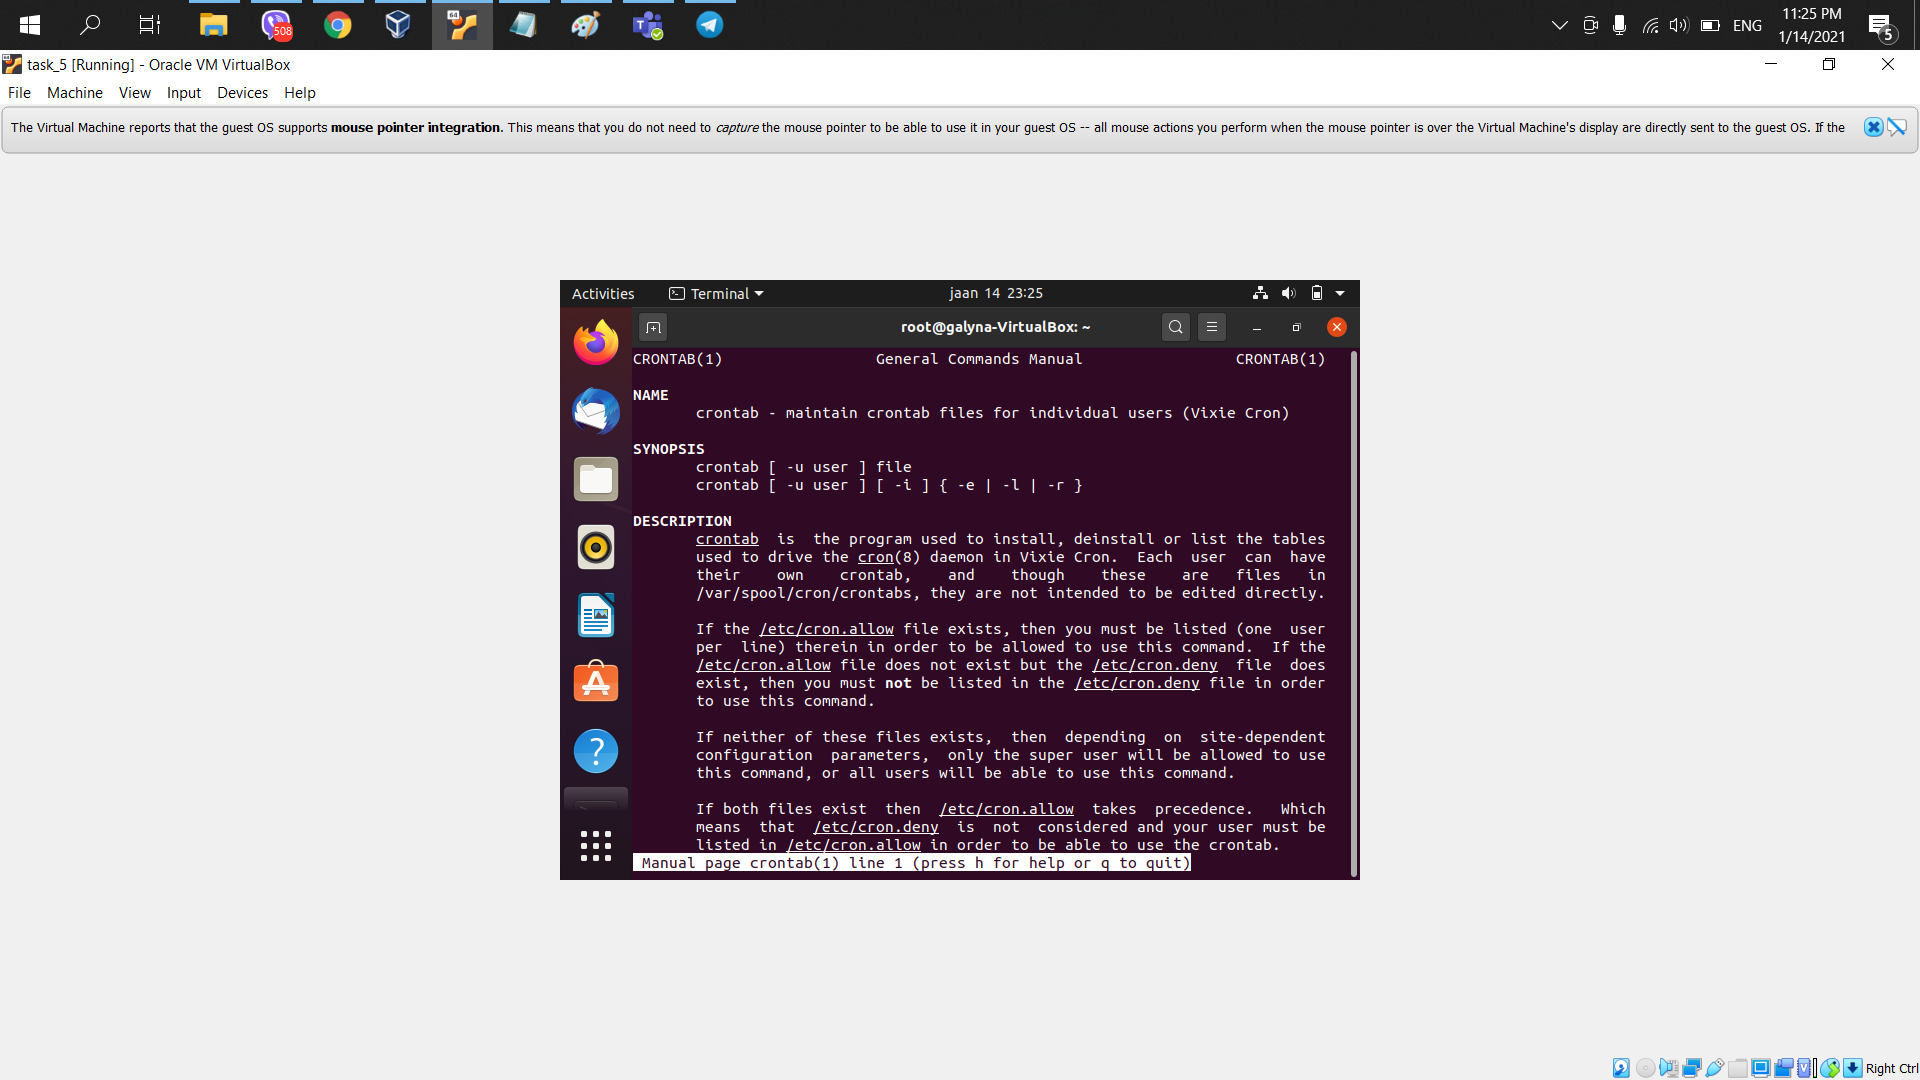 508
64
ENG
11:25 PM
1/14/2021
5
task_5 [Running] - Oracle VM VirtualBox
File Machine View Input Devices Help
The Virtual Machine reports that the guest OS supports mouse pointer integration. This means that you do not need to capture the mouse pointer to be able to use it in your guest OS -- all mouse actions you perform when the mouse pointer is over the Virtual Machine's display are directly sent to the guest OS. If the
Activities Terminal jaan 14 23:25
root@galyna-VirtualBox: ~
CRONTAB(1) General Commands Manual CRONTAB(1)
NAME
crontab - maintain crontab files for individual users (Vixie Cron)
SYNOPSIS
crontab [ -u user ] file
crontab [ -u user ] [ -i ] { -e | -l | -r }
DESCRIPTION
crontab is the program used to install, deinstall or list the tables
used to drive the cron(8) daemon in Vixie Cron. Each user can have
their own crontab, and though these are files in
/var/spool/cron/crontabs, they are not intended to be edited directly.
If the /etc/cron.allow file exists, then you must be listed (one user
per line) therein in order to be allowed to use this command. If the
/etc/cron.allow file does not exist but the /etc/cron.deny file does
exist, then you must not be listed in the /etc/cron.deny file in order
to use this command.
If neither of these files exists, then depending on site-dependent
configuration parameters, only the super user will be allowed to use
this command, or all users will be able to use this command.
If both files exist then /etc/cron.allow takes precedence. Which
means that /etc/cron.deny is not considered and your user must be
listed in /etc/cron.allow in order to be able to use the crontab.
Manual page crontab(1) line 1 (press h for help or q to quit)
Right Ctrl